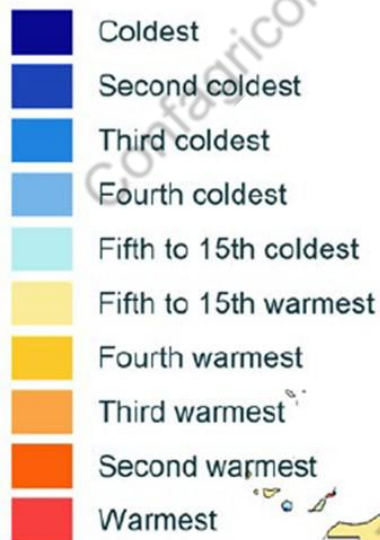 Coldest
Second coldest
Third coldest
Fourth coldest
Fifth to 15th coldest
Fifth to 15th warmest
Fourth warmest
Third warmest
Second warmest
Warmest